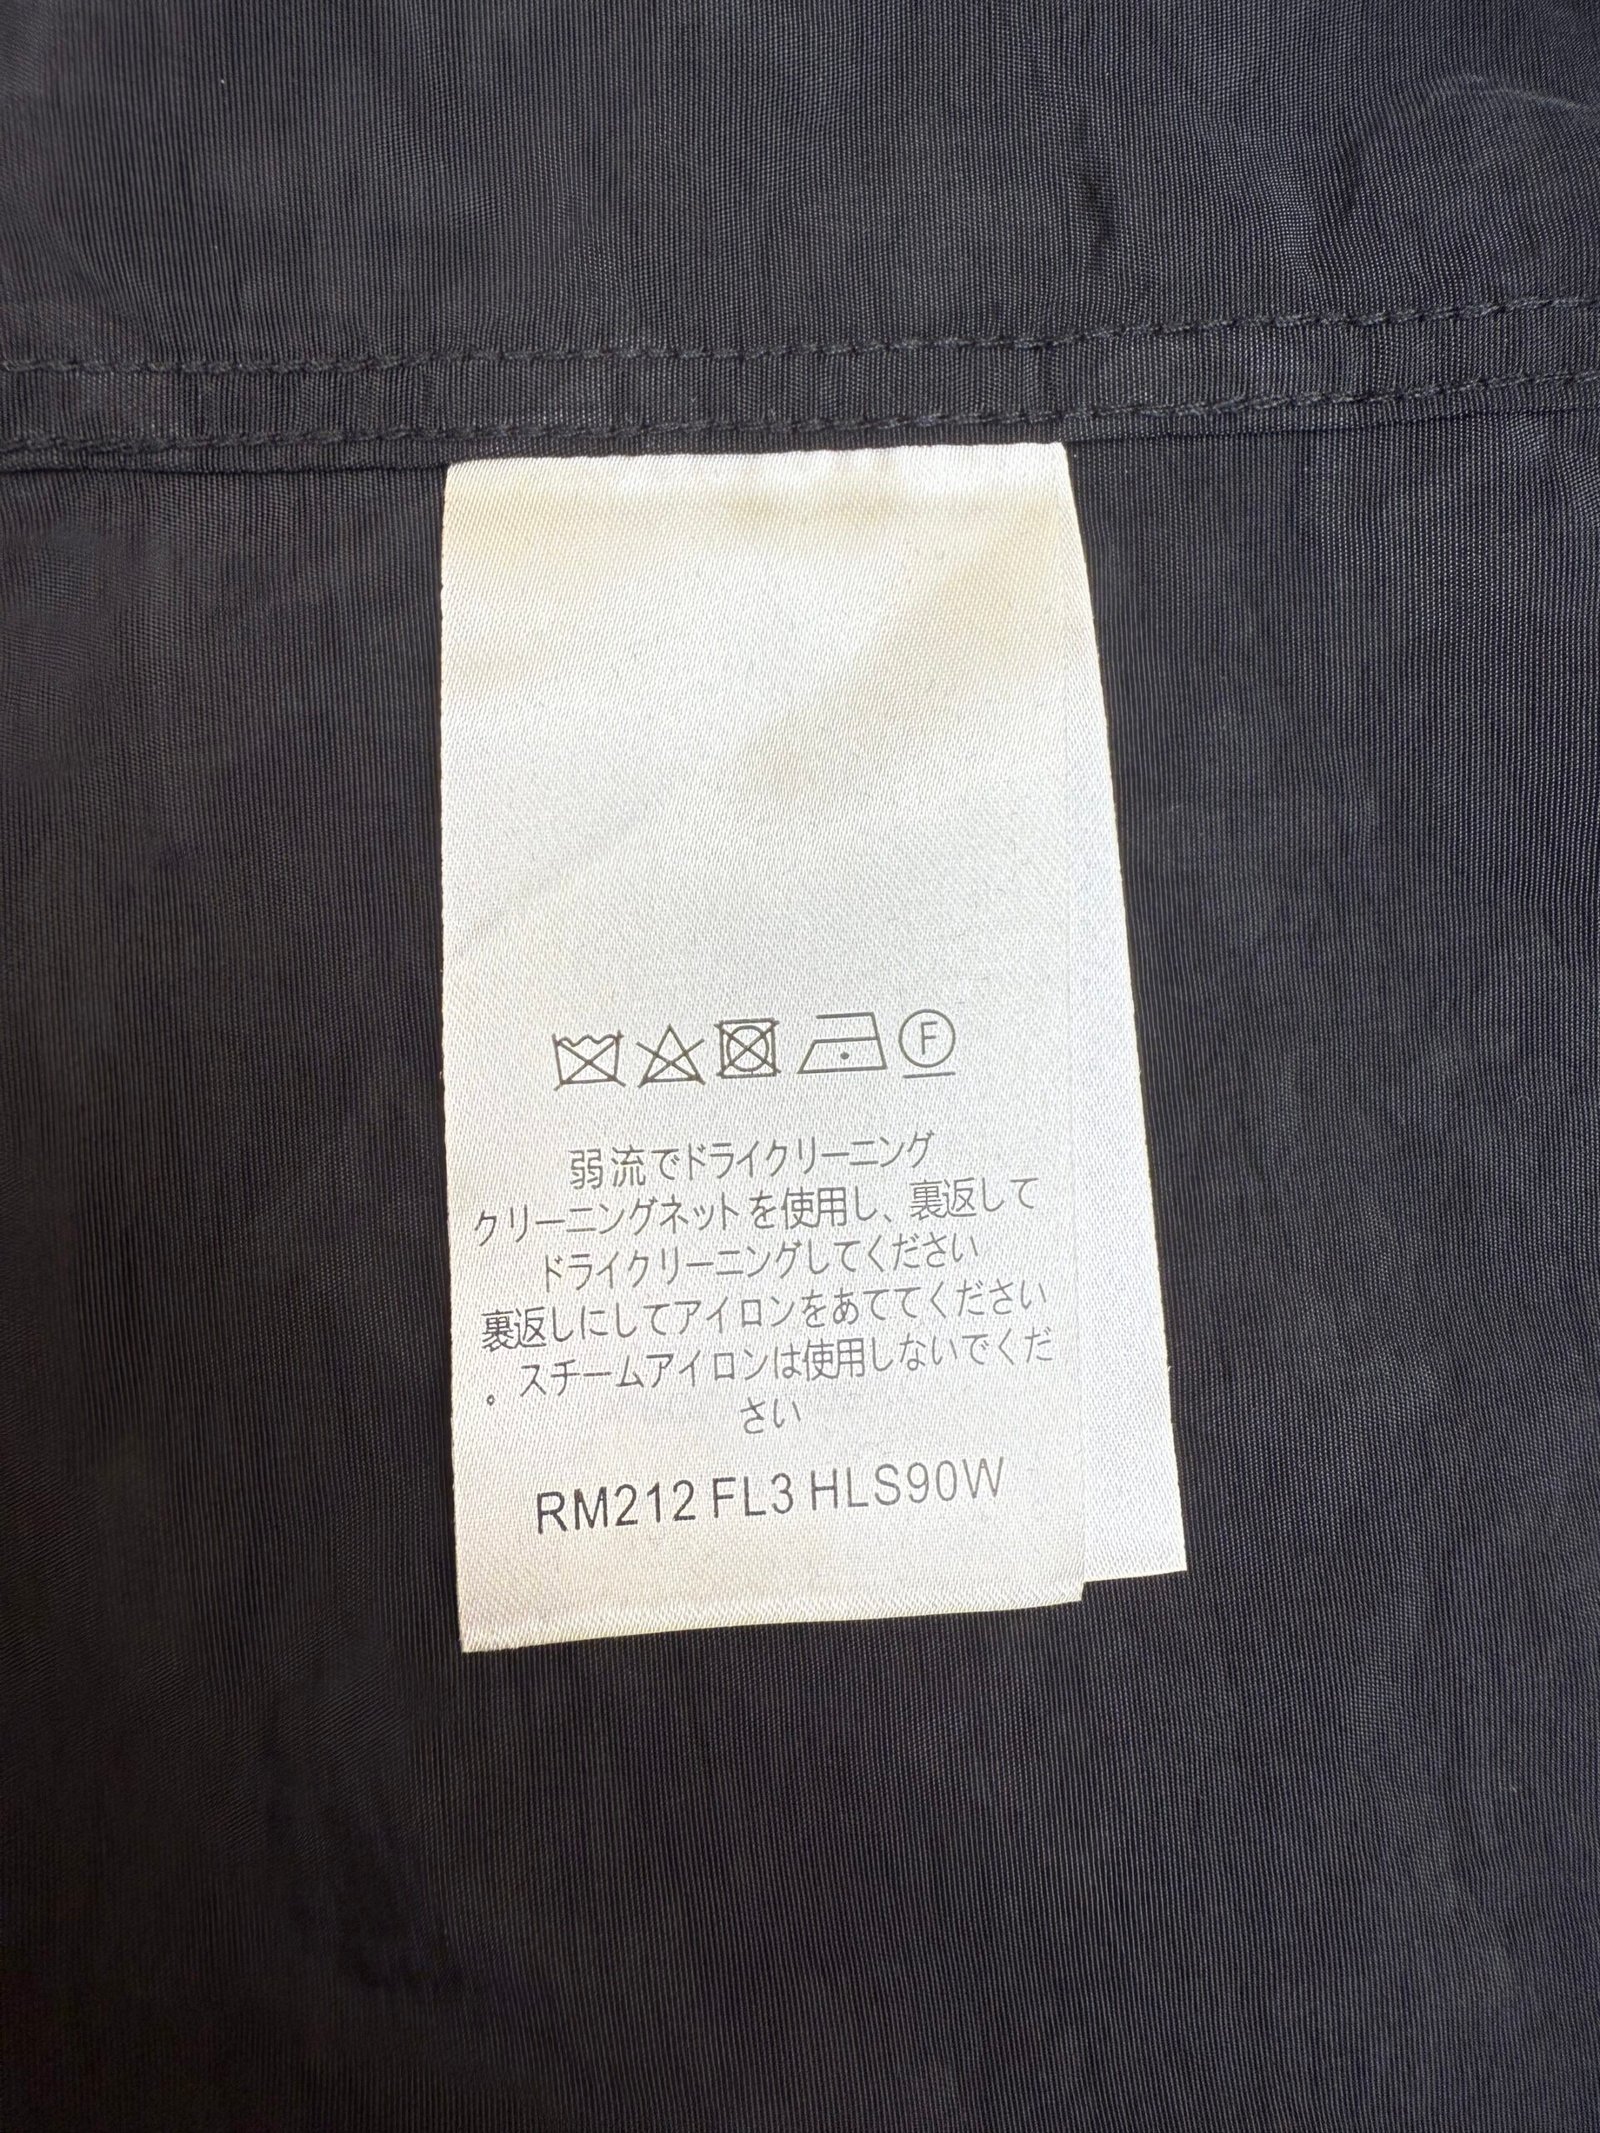 F
弱流でドライクリーニング
クリーニングネットを使用し、裏返して
ドライクリーニングしてください
裏返しにしてアイロンをあててください
。スチームアイロンは使用しないでくだ
さい
RM212 FL3 HLS90W